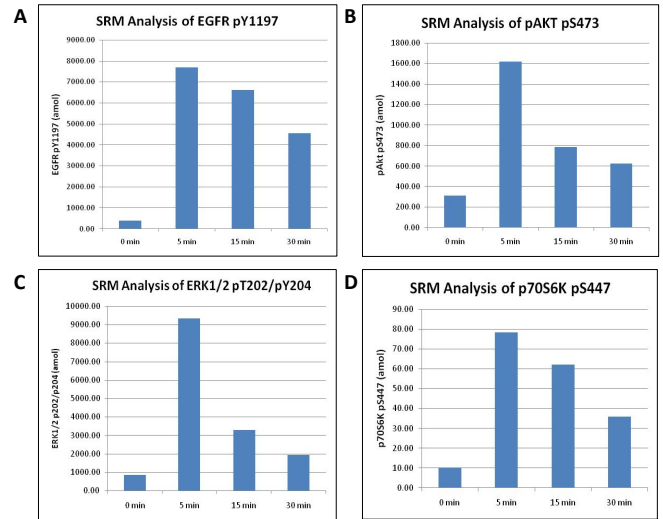 A
SRM Analysis of EGFR pY1197
EGFR pY1197 (amol)
9000.00
8000.00
7000.00
6000.00
5000.00
4000.00
3000.00
2000.00
1000.00
0.00
0 min 5 min 15 min 30 min
B
SRM Analysis of pAKT pS473
pAkt pS473 (amol)
1800.00
1600.00
1400.00
1200.00
1000.00
800.00
600.00
400.00
200.00
0.00
0 min 5 min 15 min 30 min
C
SRM Analysis of ERK1/2 pT202/pY204
ERK1/2 p202/p204 (amol)
10000.00
9000.00
8000.00
7000.00
6000.00
5000.00
4000.00
3000.00
2000.00
1000.00
0.00
0 min 5 min 15 min 30 min
D
SRM Analysis of p70S6K pS447
p70S6K pS447 (amol)
90.00
80.00
70.00
60.00
50.00
40.00
30.00
20.00
10.00
0.00
0 min 5 min 15 min 30 min